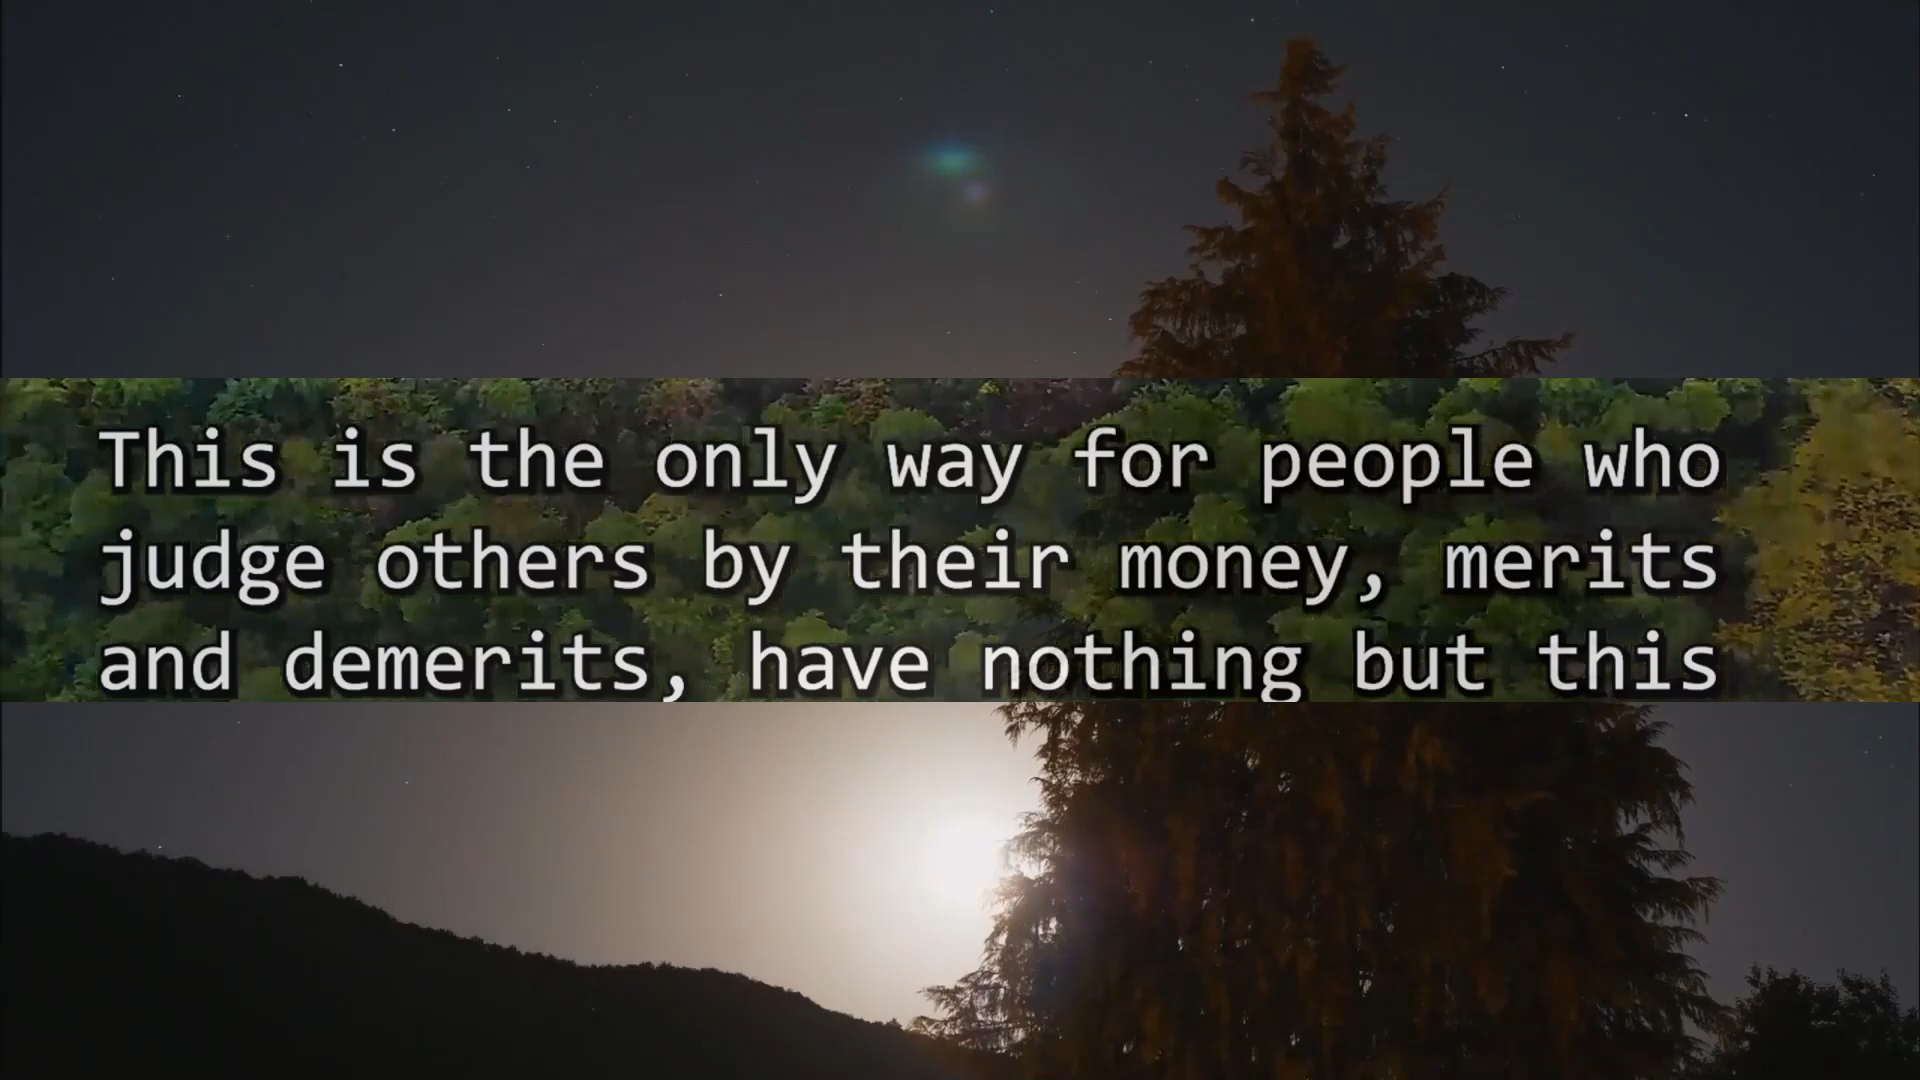 This is the only way for people who
judge others by their money, merits
and demerits, have nothing but this